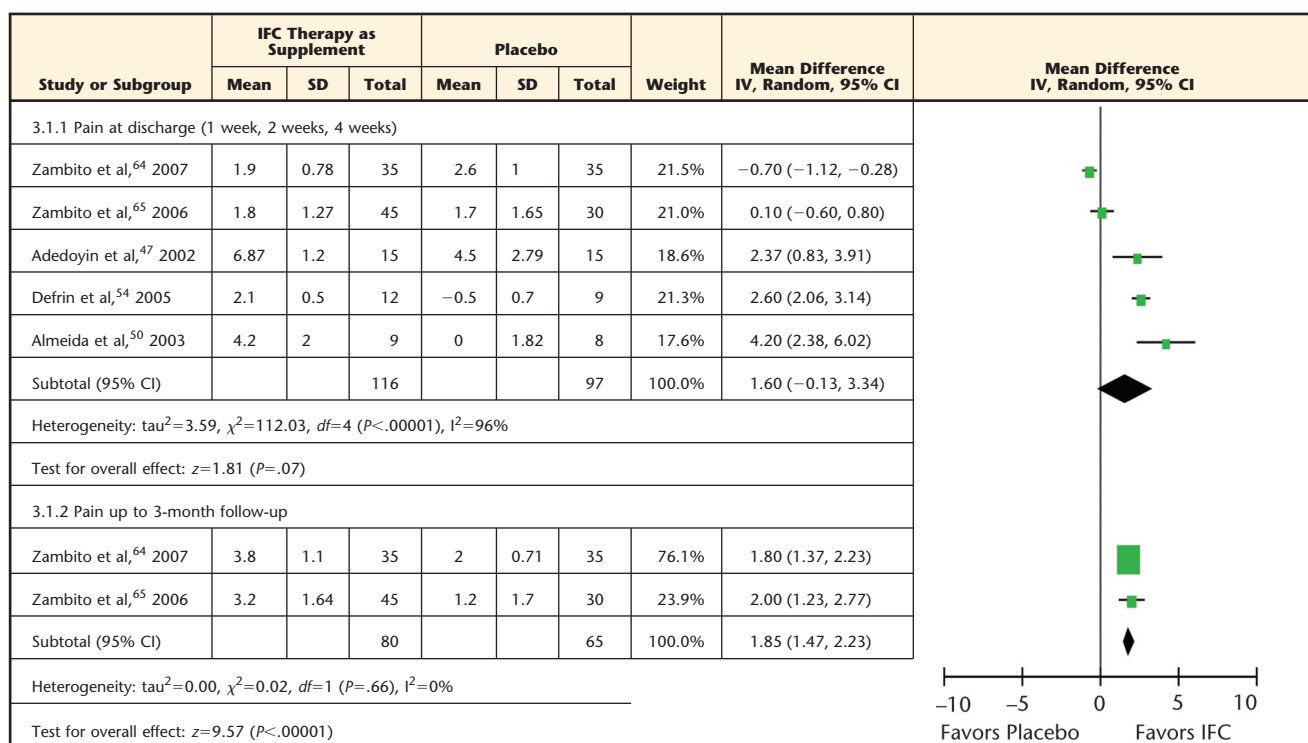 Study or Subgroup | IFC Therapy as Supplement | Placebo | Weight | Mean Difference IV, Random, 95% CI | Mean Difference IV, Random, 95% CI
Mean | SD | Total | Mean | SD | Total
3.1.1 Pain at discharge (1 week, 2 weeks, 4 weeks)
Zambito et al,64 2007 | 1.9 | 0.78 | 35 | 2.6 | 1 | 35 | 21.5% | −0.70 (−1.12, −0.28)
Zambito et al,65 2006 | 1.8 | 1.27 | 45 | 1.7 | 1.65 | 30 | 21.0% | 0.10 (−0.60, 0.80)
Adedoyin et al,47 2002 | 6.87 | 1.2 | 15 | 4.5 | 2.79 | 15 | 18.6% | 2.37 (0.83, 3.91)
Defrin et al,54 2005 | 2.1 | 0.5 | 12 | −0.5 | 0.7 | 9 | 21.3% | 2.60 (2.06, 3.14)
Almeida et al,50 2003 | 4.2 | 2 | 9 | 0 | 1.82 | 8 | 17.6% | 4.20 (2.38, 6.02)
Subtotal (95% CI) | 116 | 97 | 100.0% | 1.60 (−0.13, 3.34)
Heterogeneity: tau2=3.59, χ2=112.03, df=4 (P<.00001), I2=96%
Test for overall effect: z=1.81 (P=.07)
3.1.2 Pain up to 3-month follow-up
Zambito et al,64 2007 | 3.8 | 1.1 | 35 | 2 | 0.71 | 35 | 76.1% | 1.80 (1.37, 2.23)
Zambito et al,65 2006 | 3.2 | 1.64 | 45 | 1.2 | 1.7 | 30 | 23.9% | 2.00 (1.23, 2.77)
Subtotal (95% CI) | 80 | 65 | 100.0% | 1.85 (1.47, 2.23)
Heterogeneity: tau2=0.00, χ2=0.02, df=1 (P=.66), I2=0%
Test for overall effect: z=9.57 (P<.00001)
−10 −5 0 5 10
Favors Placebo Favors IFC